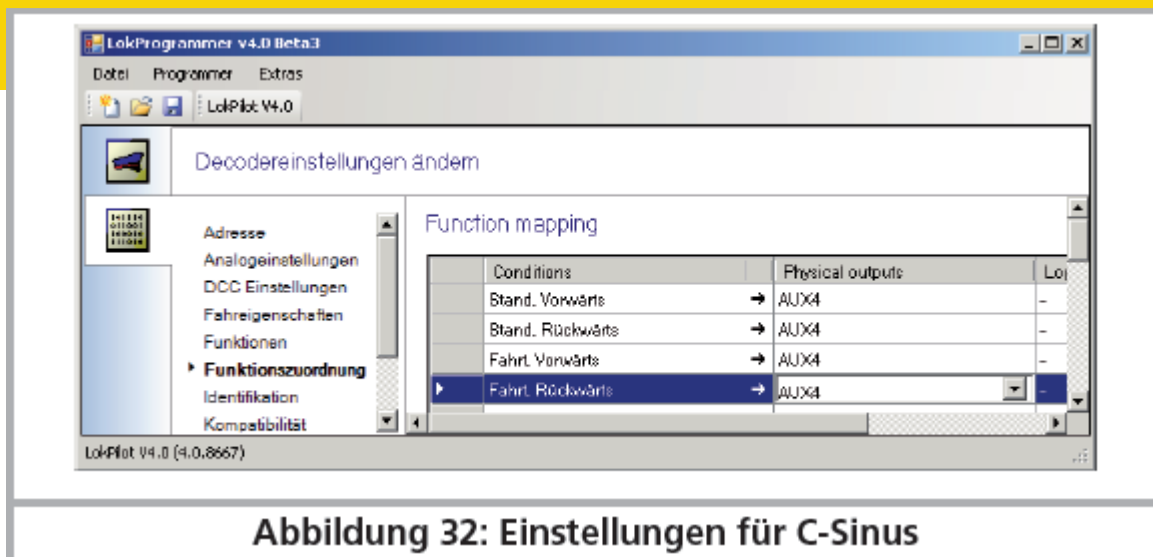 LokProgrammer v4.0 Beta3
Datei Programmer Extras
LokPilot V4.0
Decodereinstellungen ändern
Adresse
Analogeinstellungen
DCC Einstellungen
Fahreigenschaften
Funktionen
Funktionszuordnung
Identifikation
Kompatibilität
Function mapping
Conditions Physical outputs
Stand, Vorwärts → AUX4 -
Stand, Rückwärts → AUX4 -
Fahrt, Vorwärts → AUX4 -
Fahrt, Rückwärts → AUX4 -
LokPilot V4.0 (4.0.8667)
Abbildung 32: Einstellungen für C-Sinus